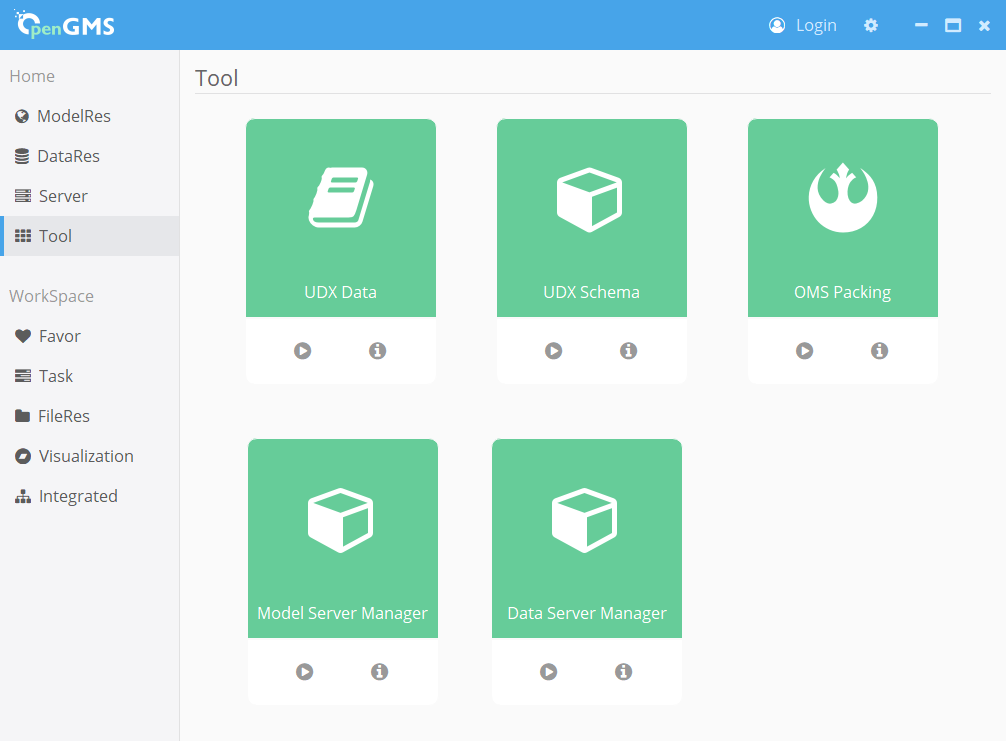 OpenGMS
Login
Home
ModelRes
DataRes
Server
Tool
WorkSpace
Favor
Task
FileRes
Visualization
Integrated
Tool
UDX Data
UDX Schema
OMS Packing
Model Server Manager
Data Server Manager